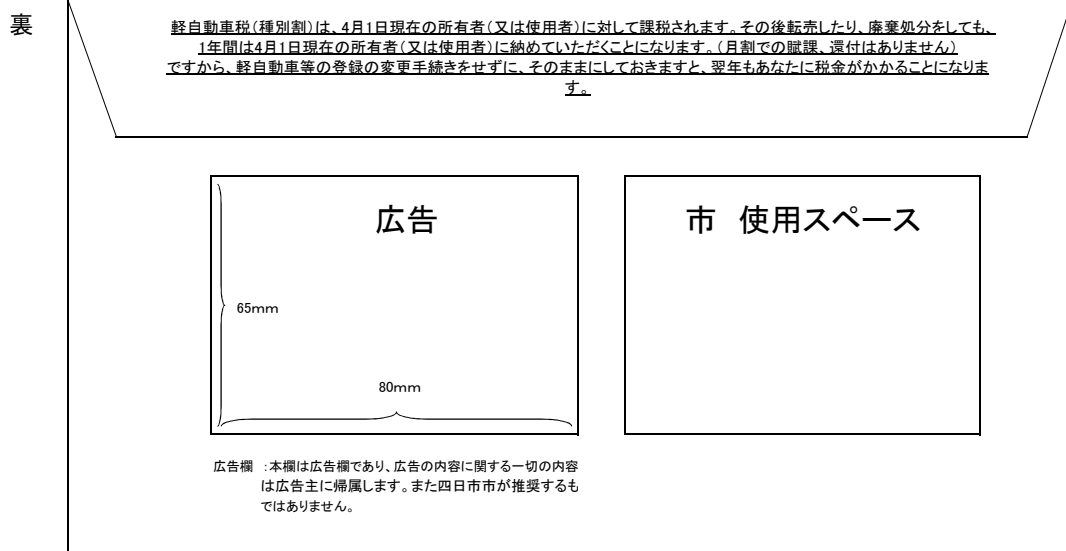 裏
軽自動車税(種別割)は、4月1日現在の所有者(又は使用者)に対して課税されます。その後転売したり、廃棄処分をしても、
1年間は4月1日現在の所有者(又は使用者)に納めていただくことになります。(月割での賦課、還付はありません)
ですから、軽自動車等の登録の変更手続きをせずに、そのままにしておきますと、翌年もあなたに税金がかかることになりま
す。
広告
65mm
80mm
市 使用スペース
広告欄 :本欄は広告欄であり、広告の内容に関する一切の内容
は広告主に帰属します。また四日市市が推奨するも
ではありません。